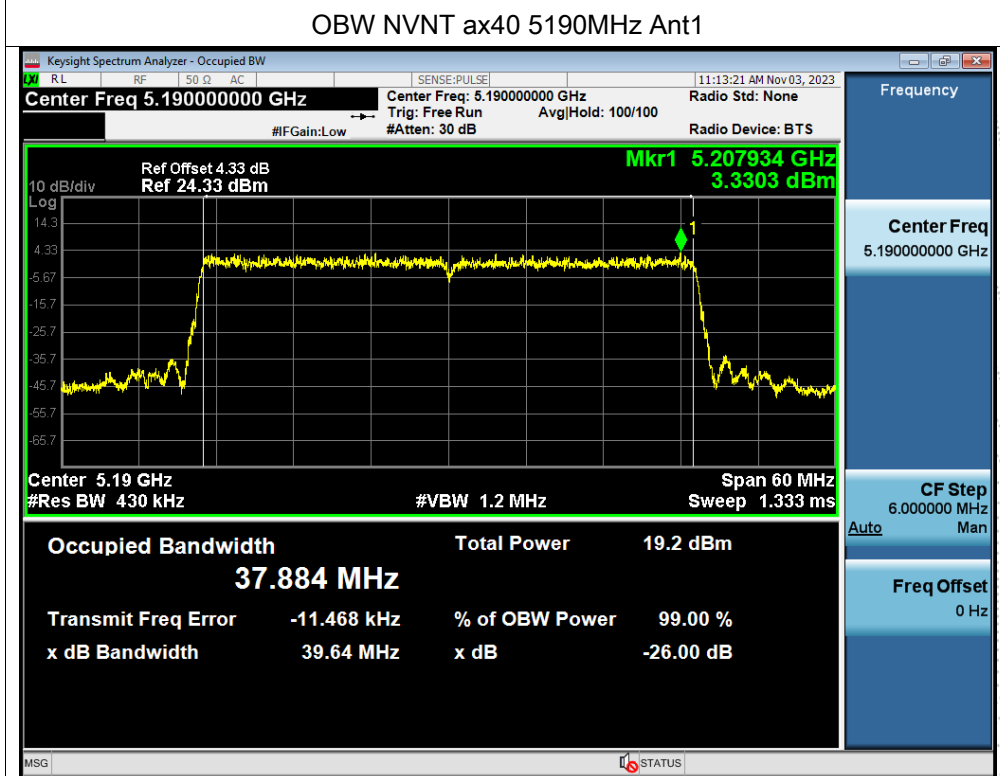 OBW NVNT ax40 5190MHz Ant1
Keysight Spectrum Analyzer - Occupied BW
LXI RL RF 50 Ω AC SENSE:PULSE 11:13:21 AM Nov 03, 2023
Center Freq 5.190000000 GHz Center Freq: 5.190000000 GHz Radio Std: None
Trig: Free Run Avg|Hold: 100/100
#IFGain:Low #Atten: 30 dB Radio Device: BTS
Frequency
Mkr1 5.207934 GHz
3.3303 dBm
Ref Offset 4.33 dB
10 dB/div Ref 24.33 dBm
Log
14.3
4.33
-5.67
-15.7
-25.7
-35.7
-45.7
-55.7
-65.7
1
Center 5.19 GHz Span 60 MHz
#Res BW 430 kHz #VBW 1.2 MHz Sweep 1.333 ms
Occupied Bandwidth Total Power 19.2 dBm
37.884 MHz
Transmit Freq Error -11.468 kHz % of OBW Power 99.00 %
x dB Bandwidth 39.64 MHz x dB -26.00 dB
Center Freq
5.190000000 GHz
CF Step
6.000000 MHz
Auto Man
Freq Offset
0 Hz
MSG STATUS